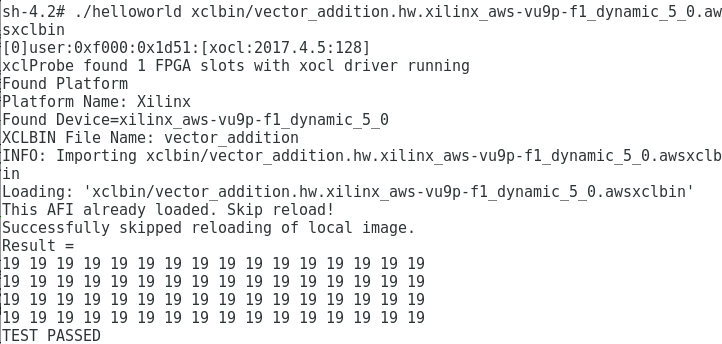 sh-4.2# ./helloworld xclbin/vector_addition.hw.xilinx_aws-vu9p-f1_dynamic_5_0.aw
sxclbin
[0]user:0xf000:0x1d51:[xocl:2017.4.5:128]
xclProbe found 1 FPGA slots with xocl driver running
Found Platform
Platform Name: Xilinx
Found Device=xilinx_aws-vu9p-f1_dynamic_5_0
XCLBIN File Name: vector_addition
INFO: Importing xclbin/vector_addition.hw.xilinx_aws-vu9p-f1_dynamic_5_0.awsxclb
in
Loading: 'xclbin/vector_addition.hw.xilinx_aws-vu9p-f1_dynamic_5_0.awsxclbin'
This AFI already loaded. Skip reload!
Successfully skipped reloading of local image.
Result =
19 19 19 19 19 19 19 19 19 19 19 19 19 19 19 19
19 19 19 19 19 19 19 19 19 19 19 19 19 19 19 19
19 19 19 19 19 19 19 19 19 19 19 19 19 19 19 19
19 19 19 19 19 19 19 19 19 19 19 19 19 19 19 19
TEST PASSED